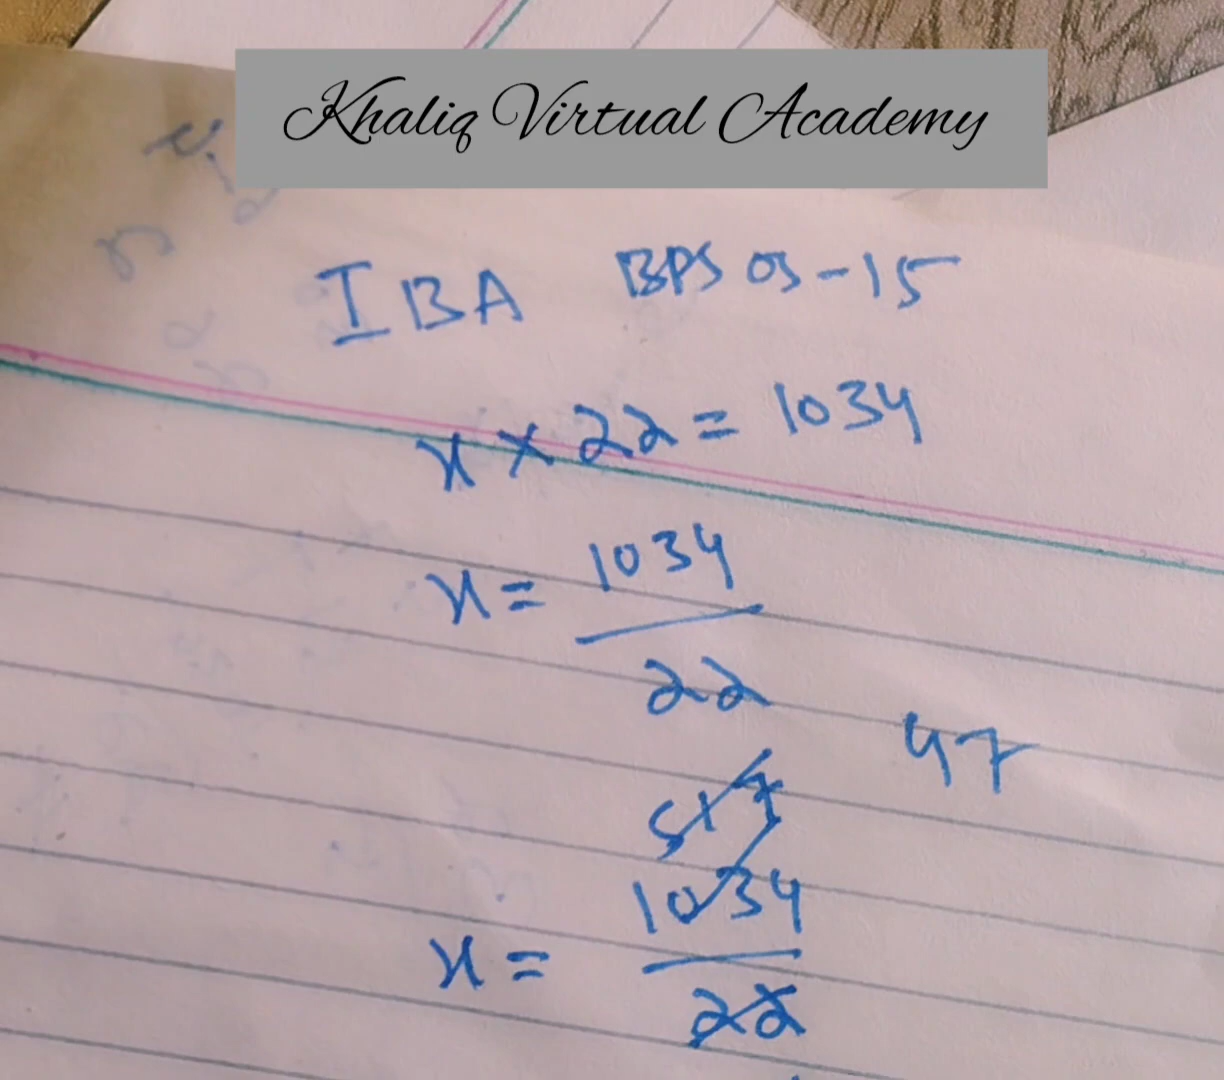 Khaliq Virtual Academy
IBA BPS 05-15
x × 22 = 1034
x = 1034
22
47
517
1034
x =
22